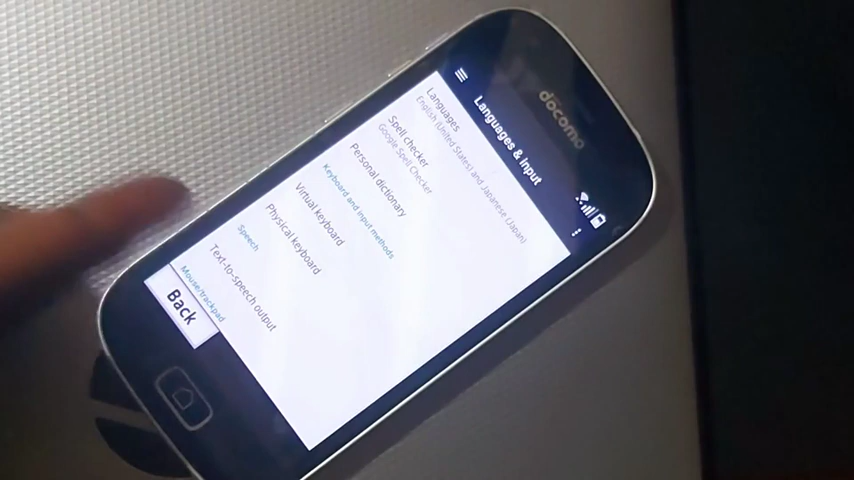 docomo
Languages & input
Languages
English (United States) and Japanese (Japan)
Spell checker
Google Spell Checker
Personal dictionary
Keyboard and input methods
Virtual keyboard
Physical keyboard
Speech
Text-to-speech output
Mouse/trackpad
Back